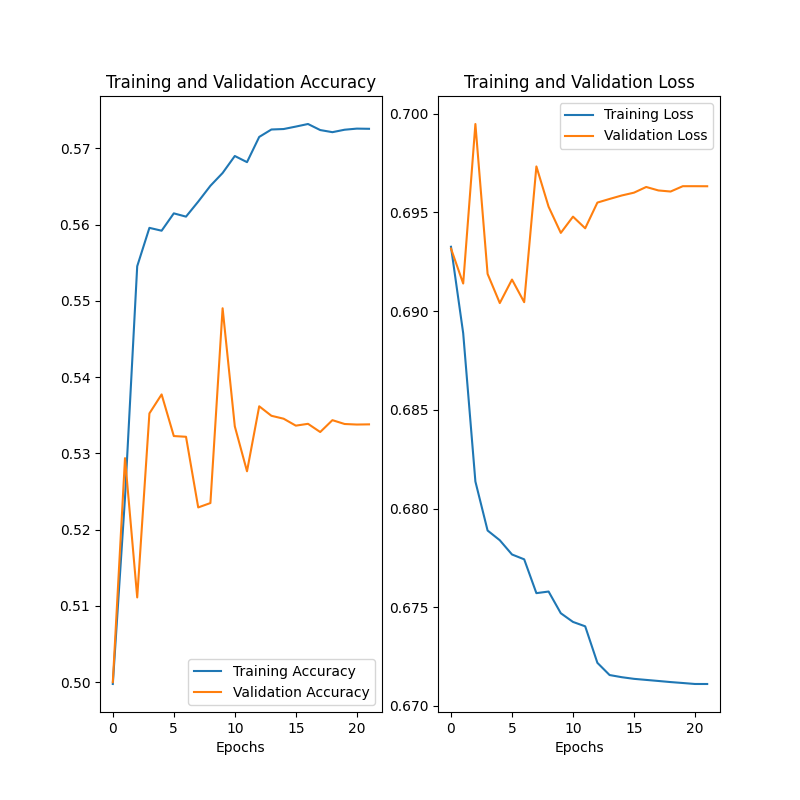 Training and Validation Accuracy
0.57
0.56
0.55
0.54
0.53
0.52
0.51
0.50
Training Accuracy
Validation Accuracy
0 5 10 15 20
Epochs
Training and Validation Loss
Training Loss
Validation Loss
0.700
0.695
0.690
0.685
0.680
0.675
0.670
0 5 10 15 20
Epochs